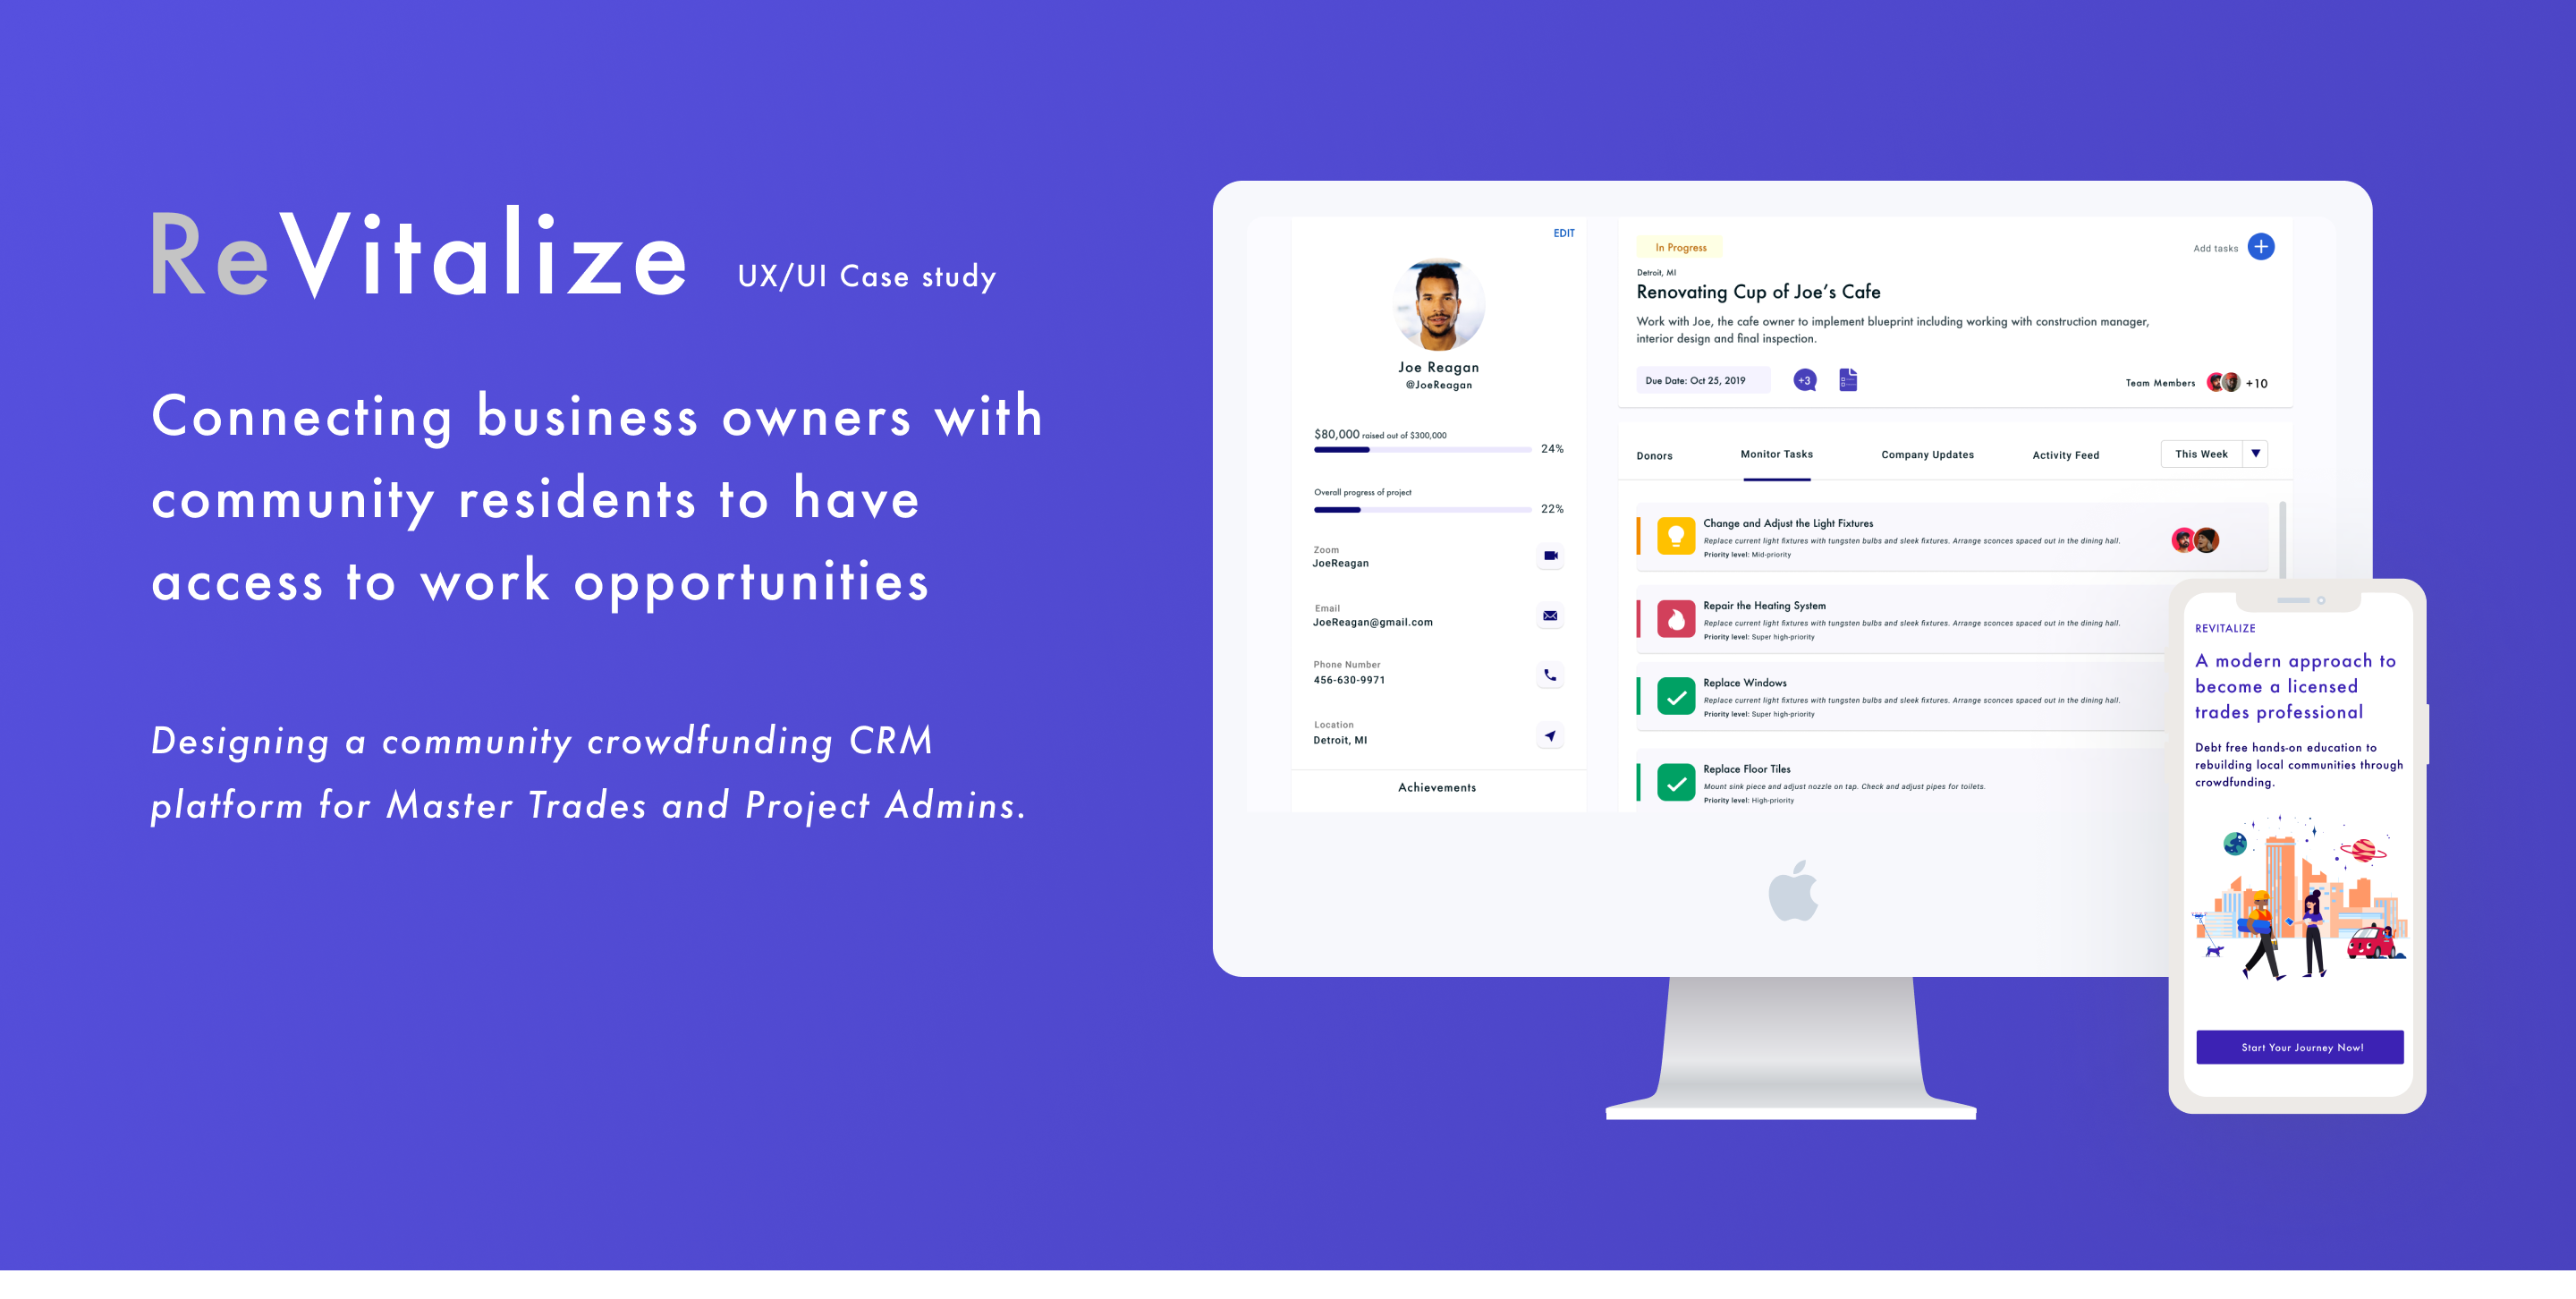 ReVitalize UX/UI Case study
Connecting business owners with
community residents to have
access to work opportunities
Designing a community crowdfunding CRM
platform for Master Trades and Project Admins.
EDIT
Joe Reagan
@JoeReagan
$80,000 raised out of $300,000
24%
Overall progress of project
22%
Zoom
JoeReagan
Email
JoeReagan@gmail.com
Phone Number
456-630-9971
Location
Detroit, MI
Achievements
In Progress
Add tasks
Detroit, MI
Renovating Cup of Joe's Cafe
Work with Joe, the cafe owner to implement blueprint including working with construction manager,
interior design and final inspection.
Due Date: Oct 25, 2019
+3
Team Members
+10
Donors
Monitor Tasks
Company Updates
Activity Feed
This Week
Change and Adjust the Light Fixtures
Replace current light fixtures with tungsten bulbs and sleek fixtures. Arrange sconces spaced out in the dining hall.
Priority level: Mid-priority
Repair the Heating System
Replace current light fixtures with tungsten bulbs and sleek fixtures. Arrange sconces spaced out in the dining hall.
Priority level: Super high-priority
Replace Windows
Replace current light fixtures with tungsten bulbs and sleek fixtures. Arrange sconces spaced out in the dining hall.
Priority level: Super high-priority
Replace Floor Tiles
Mount sink piece and adjust nozzle on tap. Check and adjust pipes for toilets.
Priority level: High-priority
REVITALIZE
A modern approach to
become a licensed
trades professional
Debt free hands-on education to
rebuilding local communities through
crowdfunding.
Start Your Journey Now!